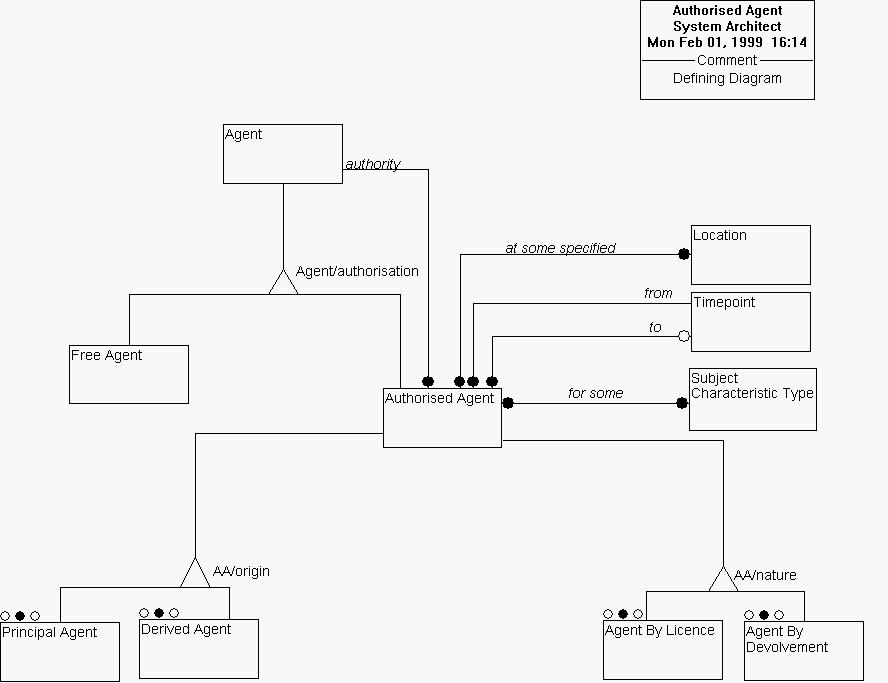 Authorised Agent
System Architect
Mon Feb 01, 1999 16:14
Comment
Defining Diagram
Agent
authority
Location
at some specified
Agent/authorisation
from
Timepoint
to
Free Agent
Subject
Characteristic Type
for some
Authorised Agent
AA/origin
AA/nature
Principal Agent
Derived Agent
Agent By Licence
Agent By
Devolvement